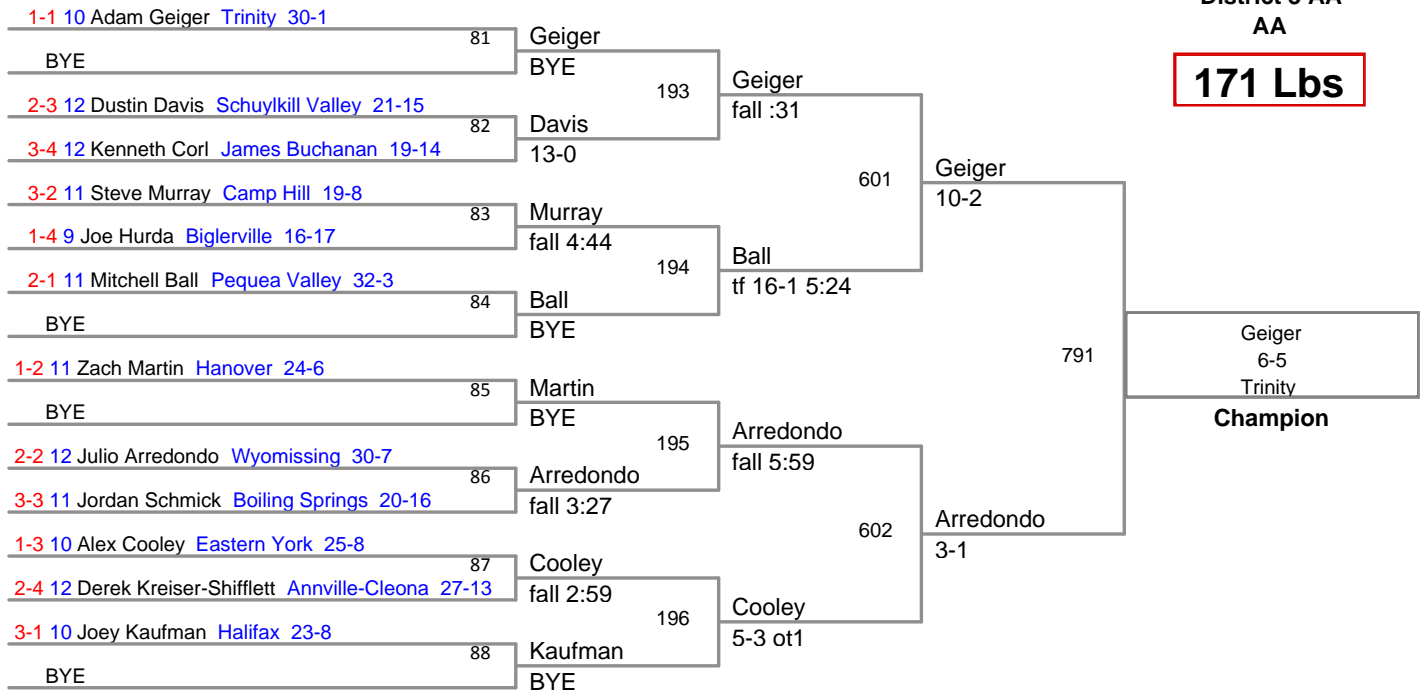 AA
171 Lbs
1-1 10 Adam Geiger Trinity 30-1
BYE
2-3 12 Dustin Davis Schuylkill Valley 21-15
3-4 12 Kenneth Corl James Buchanan 19-14
3-2 11 Steve Murray Camp Hill 19-8
1-4 9 Joe Hurda Biglerville 16-17
2-1 11 Mitchell Ball Pequea Valley 32-3
BYE
1-2 11 Zach Martin Hanover 24-6
BYE
2-2 12 Julio Arredondo Wyomissing 30-7
3-3 11 Jordan Schmick Boiling Springs 20-16
1-3 10 Alex Cooley Eastern York 25-8
2-4 12 Derek Kreiser-Shifflett Annville-Cleona 27-13
3-1 10 Joey Kaufman Halifax 23-8
BYE
81
82
83
84
85
86
87
88
Geiger
BYE
Davis
13-0
Murray
fall 4:44
Ball
BYE
Martin
BYE
Arredondo
fall 3:27
Cooley
fall 2:59
Kaufman
BYE
193
194
195
196
Geiger
fall :31
Ball
tf 16-1 5:24
Arredondo
fall 5:59
Cooley
5-3 ot1
601
602
Geiger
10-2
Arredondo
3-1
791
Geiger
6-5
Trinity
Champion